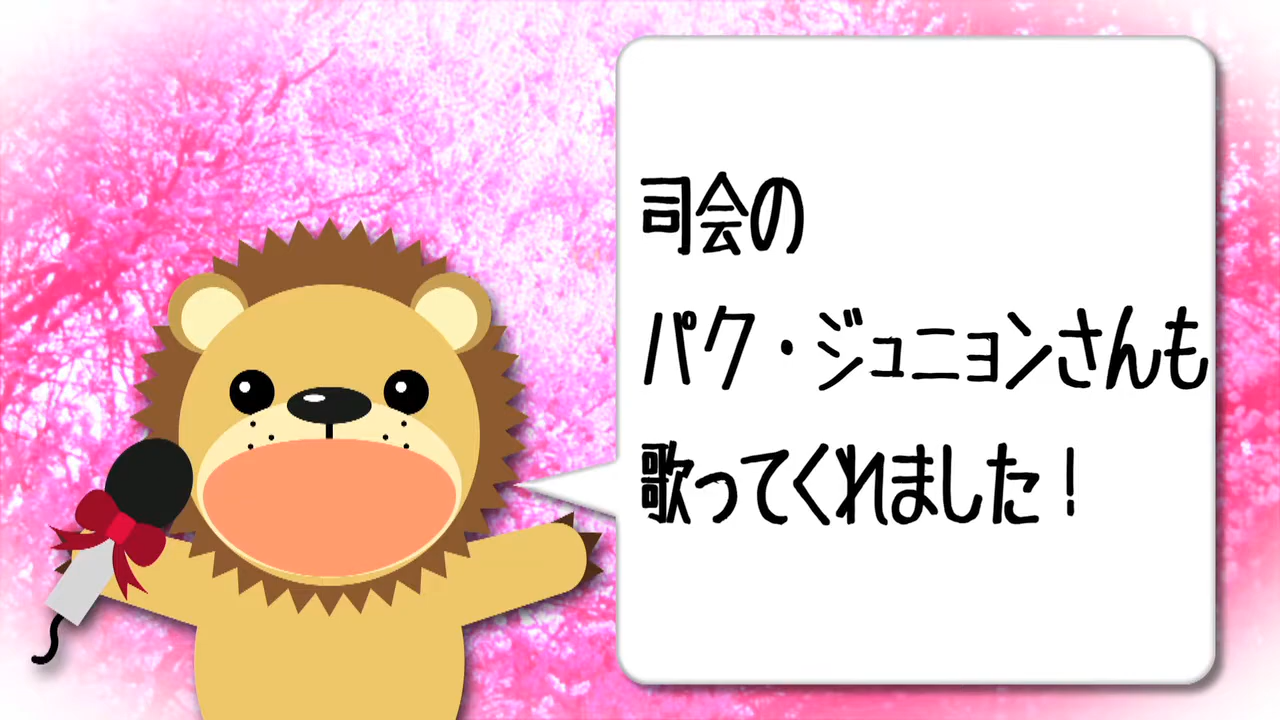 司会の
パク・ジュニョンさんも
歌ってくれました！